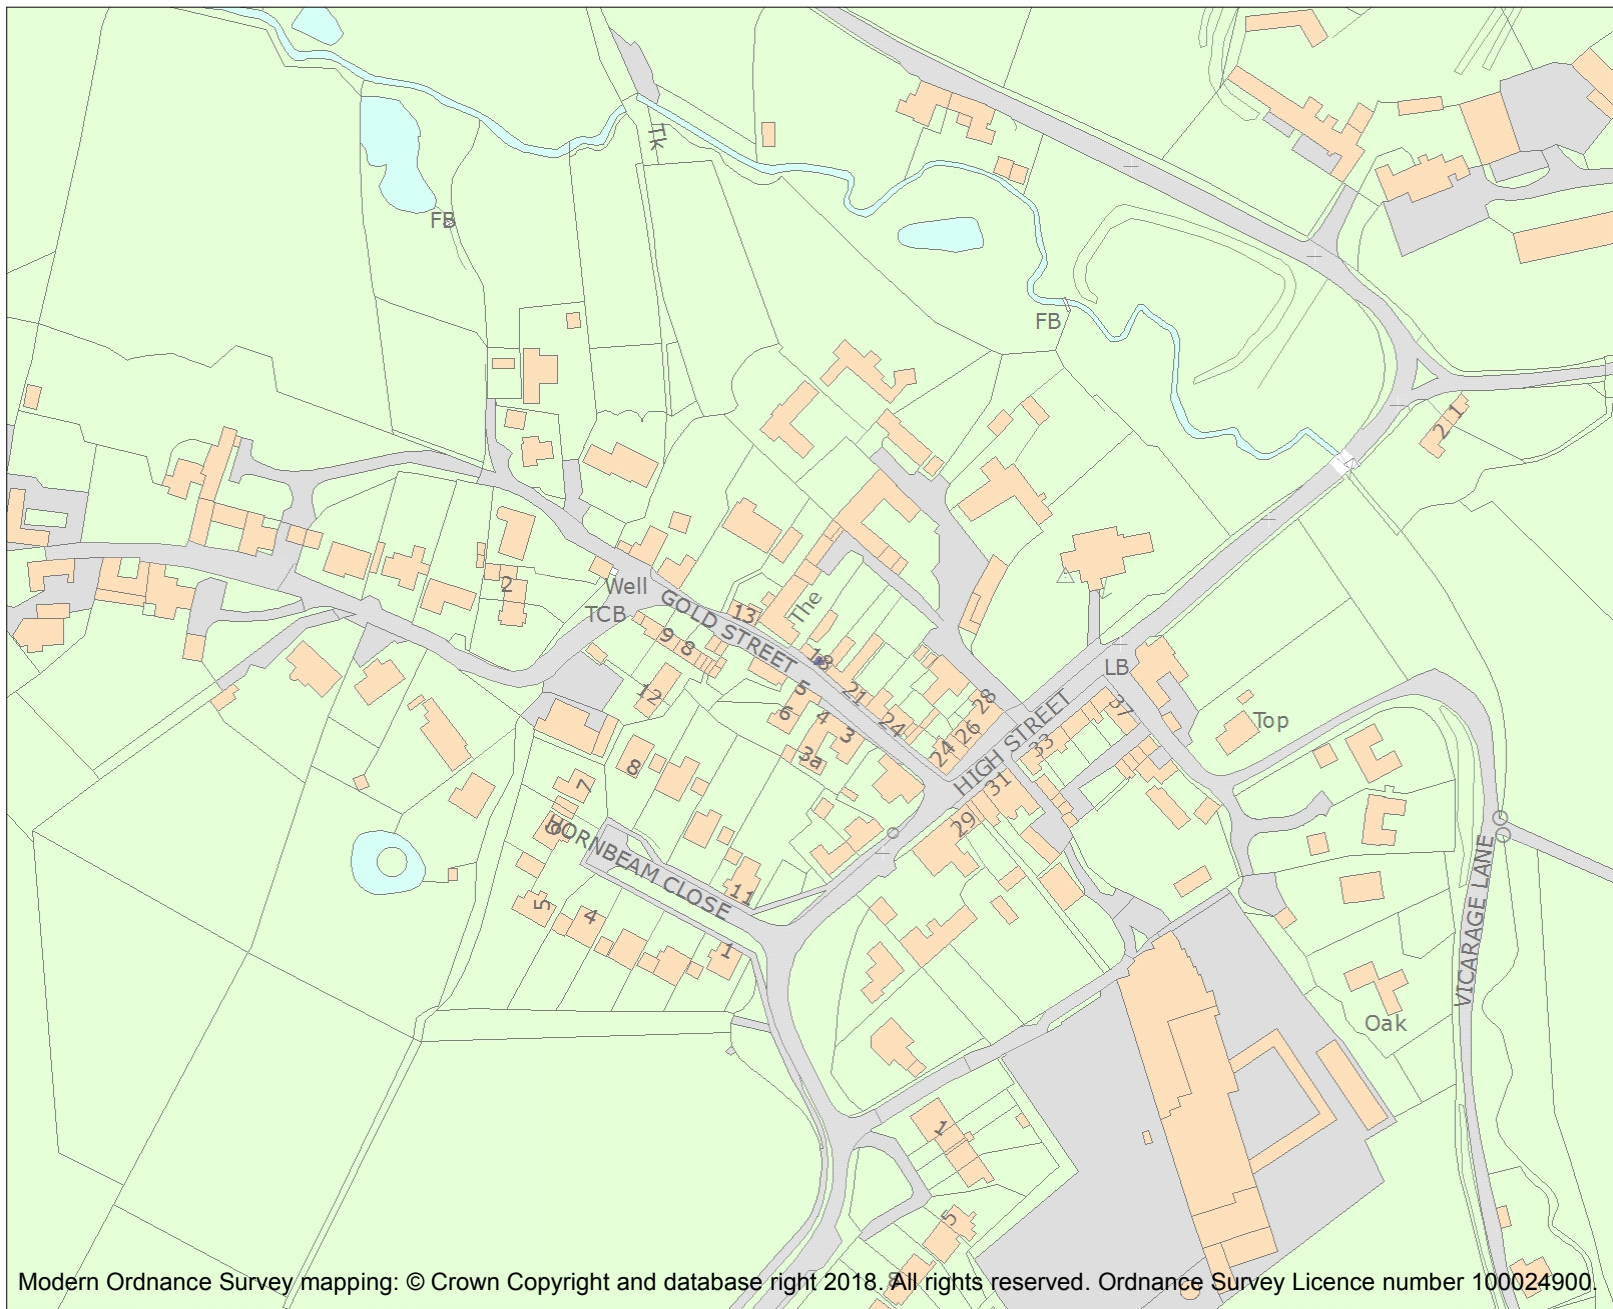 Tk
FB
FB
2 1
2
Well
TCB
GOLD STREET
13
The
9
8
18
12
5
21
6
4
24
3
3a
28
26
24
HIGH STREET
LB
37
33
31
29
Top
8
7
6
HORNBEAM CLOSE
11
5
4
1
VICARAGE LANE
Oak
1
5
8
Modern Ordnance Survey mapping: © Crown Copyright and database right 2018. All rights reserved. Ordnance Survey Licence number 100024900.